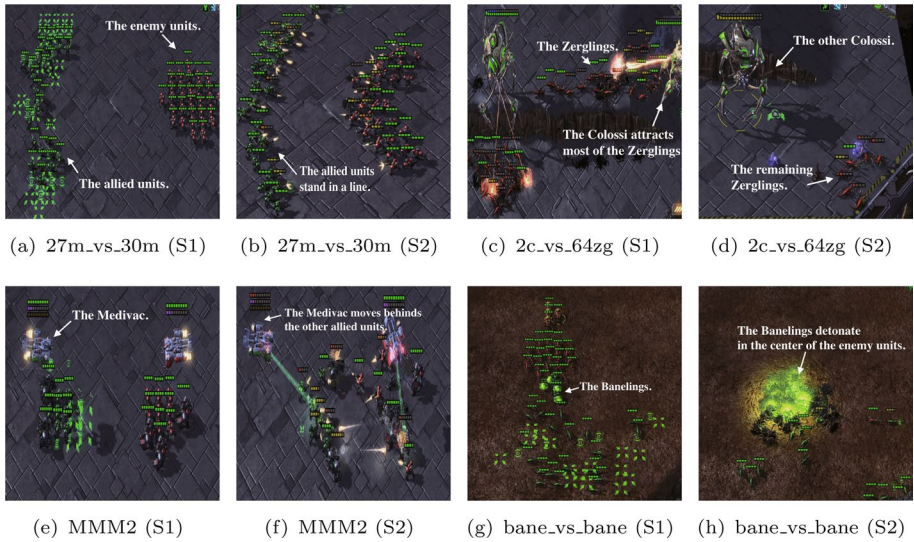 The enemy units.
The allied units.
The allied units
stand in a line.
The Zerglings.
The Colossi attracts
most of the Zerglings
The other Colossi.
The remaining
Zerglings.
(a) 27m_vs_30m (S1)
(b) 27m_vs_30m (S2)
(c) 2c_vs_64zg (S1)
(d) 2c_vs_64zg (S2)
The Medivac.
The Medivac moves behinds
the other allied units.
The Banelings.
The Banelings detonate
in the center of the enemy units.
(e) MMM2 (S1)
(f) MMM2 (S2)
(g) bane_vs_bane (S1)
(h) bane_vs_bane (S2)